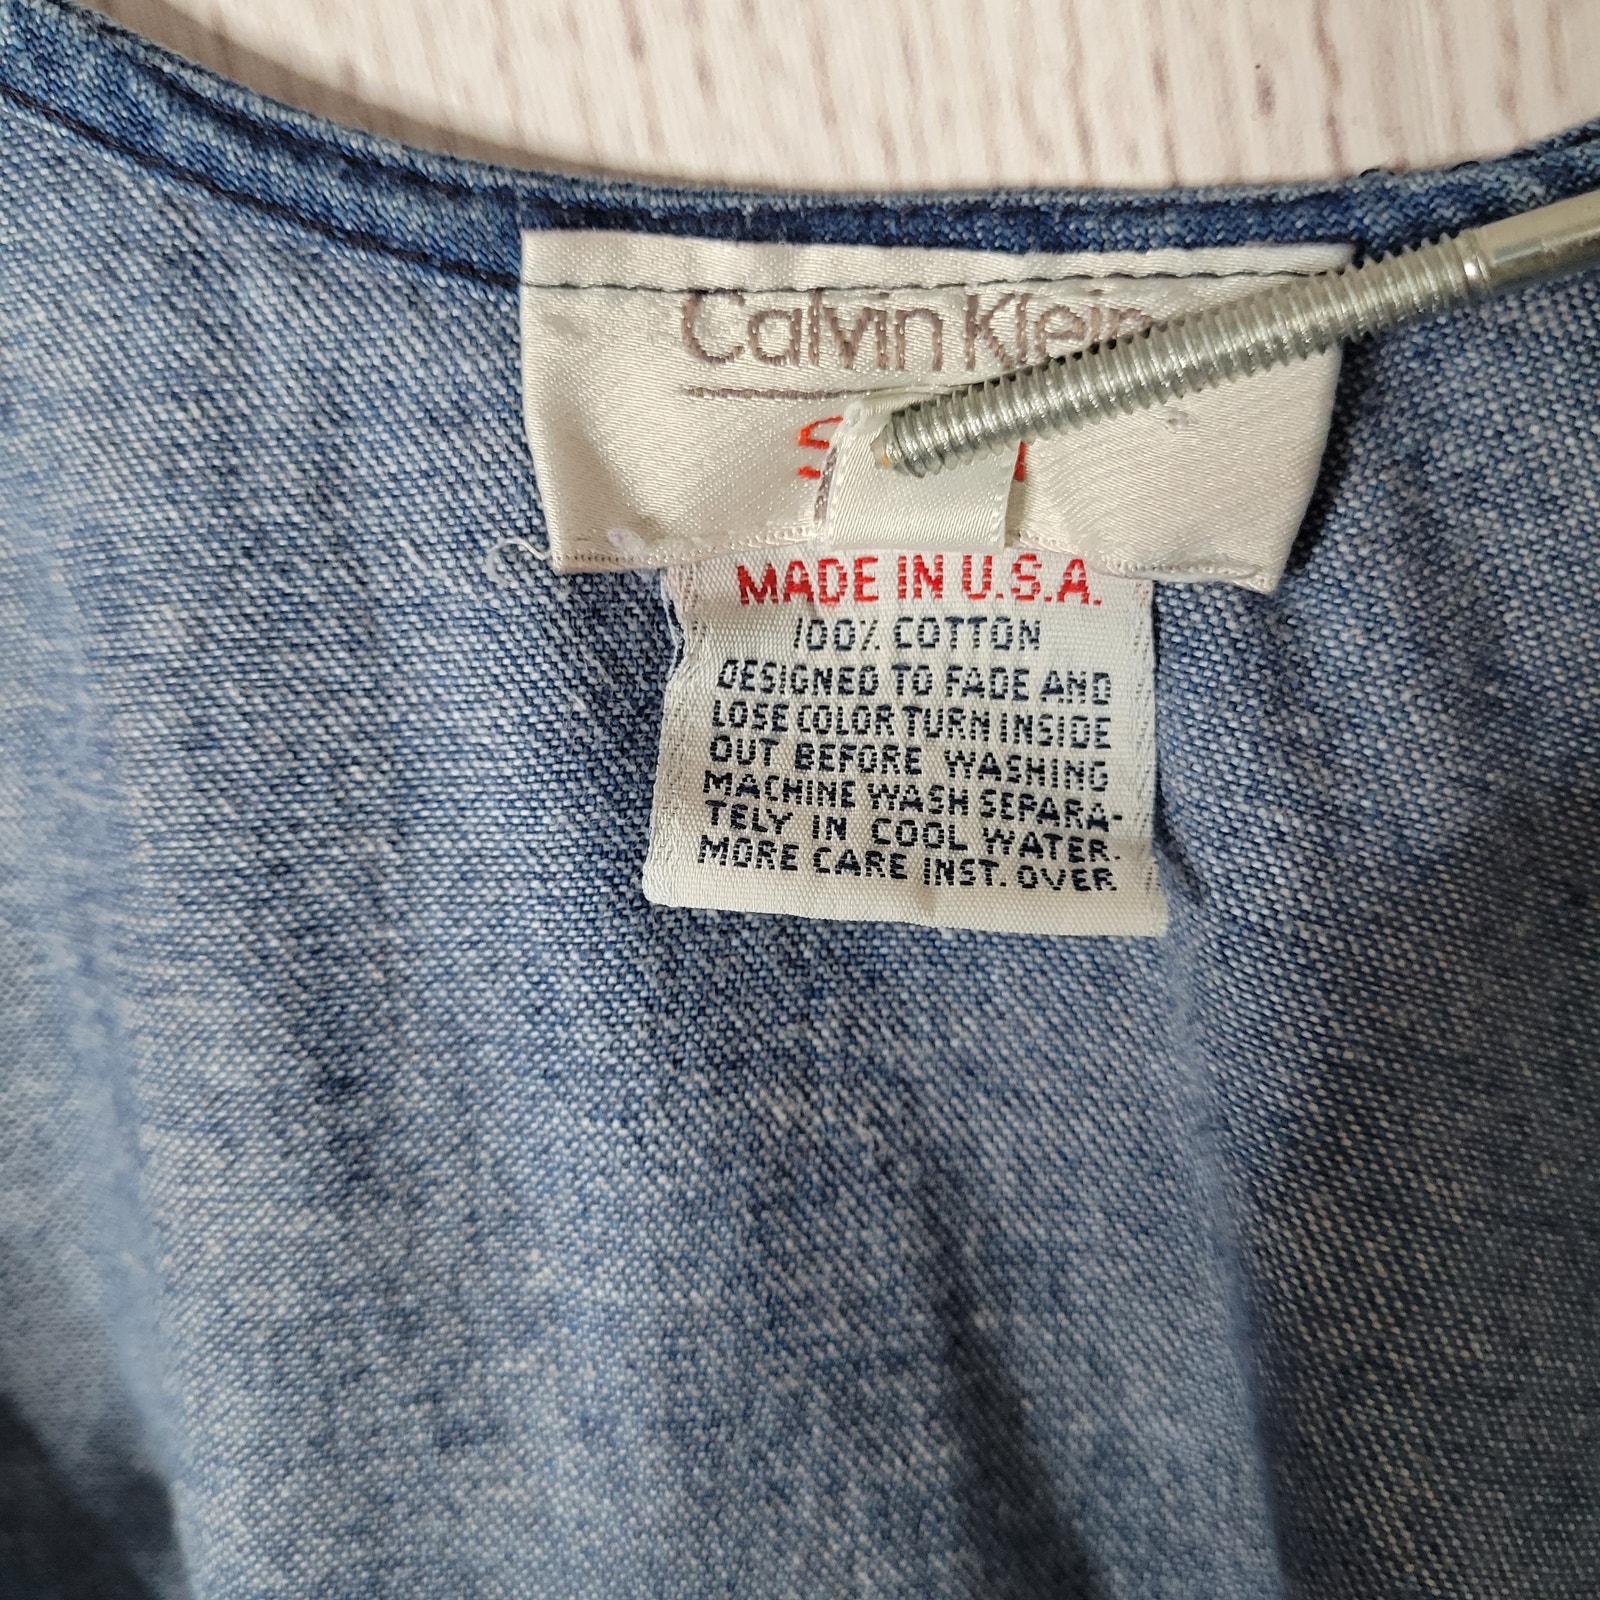 Calvin Klein
MADE IN U.S.A.
100% COTTON
DESIGNED TO FADE AND
LOSE COLOR TURN INSIDE
OUT BEFORE WASHING
MACHINE WASH SEPARA-
TELY IN COOL WATER.
MORE CARE INST. OVER